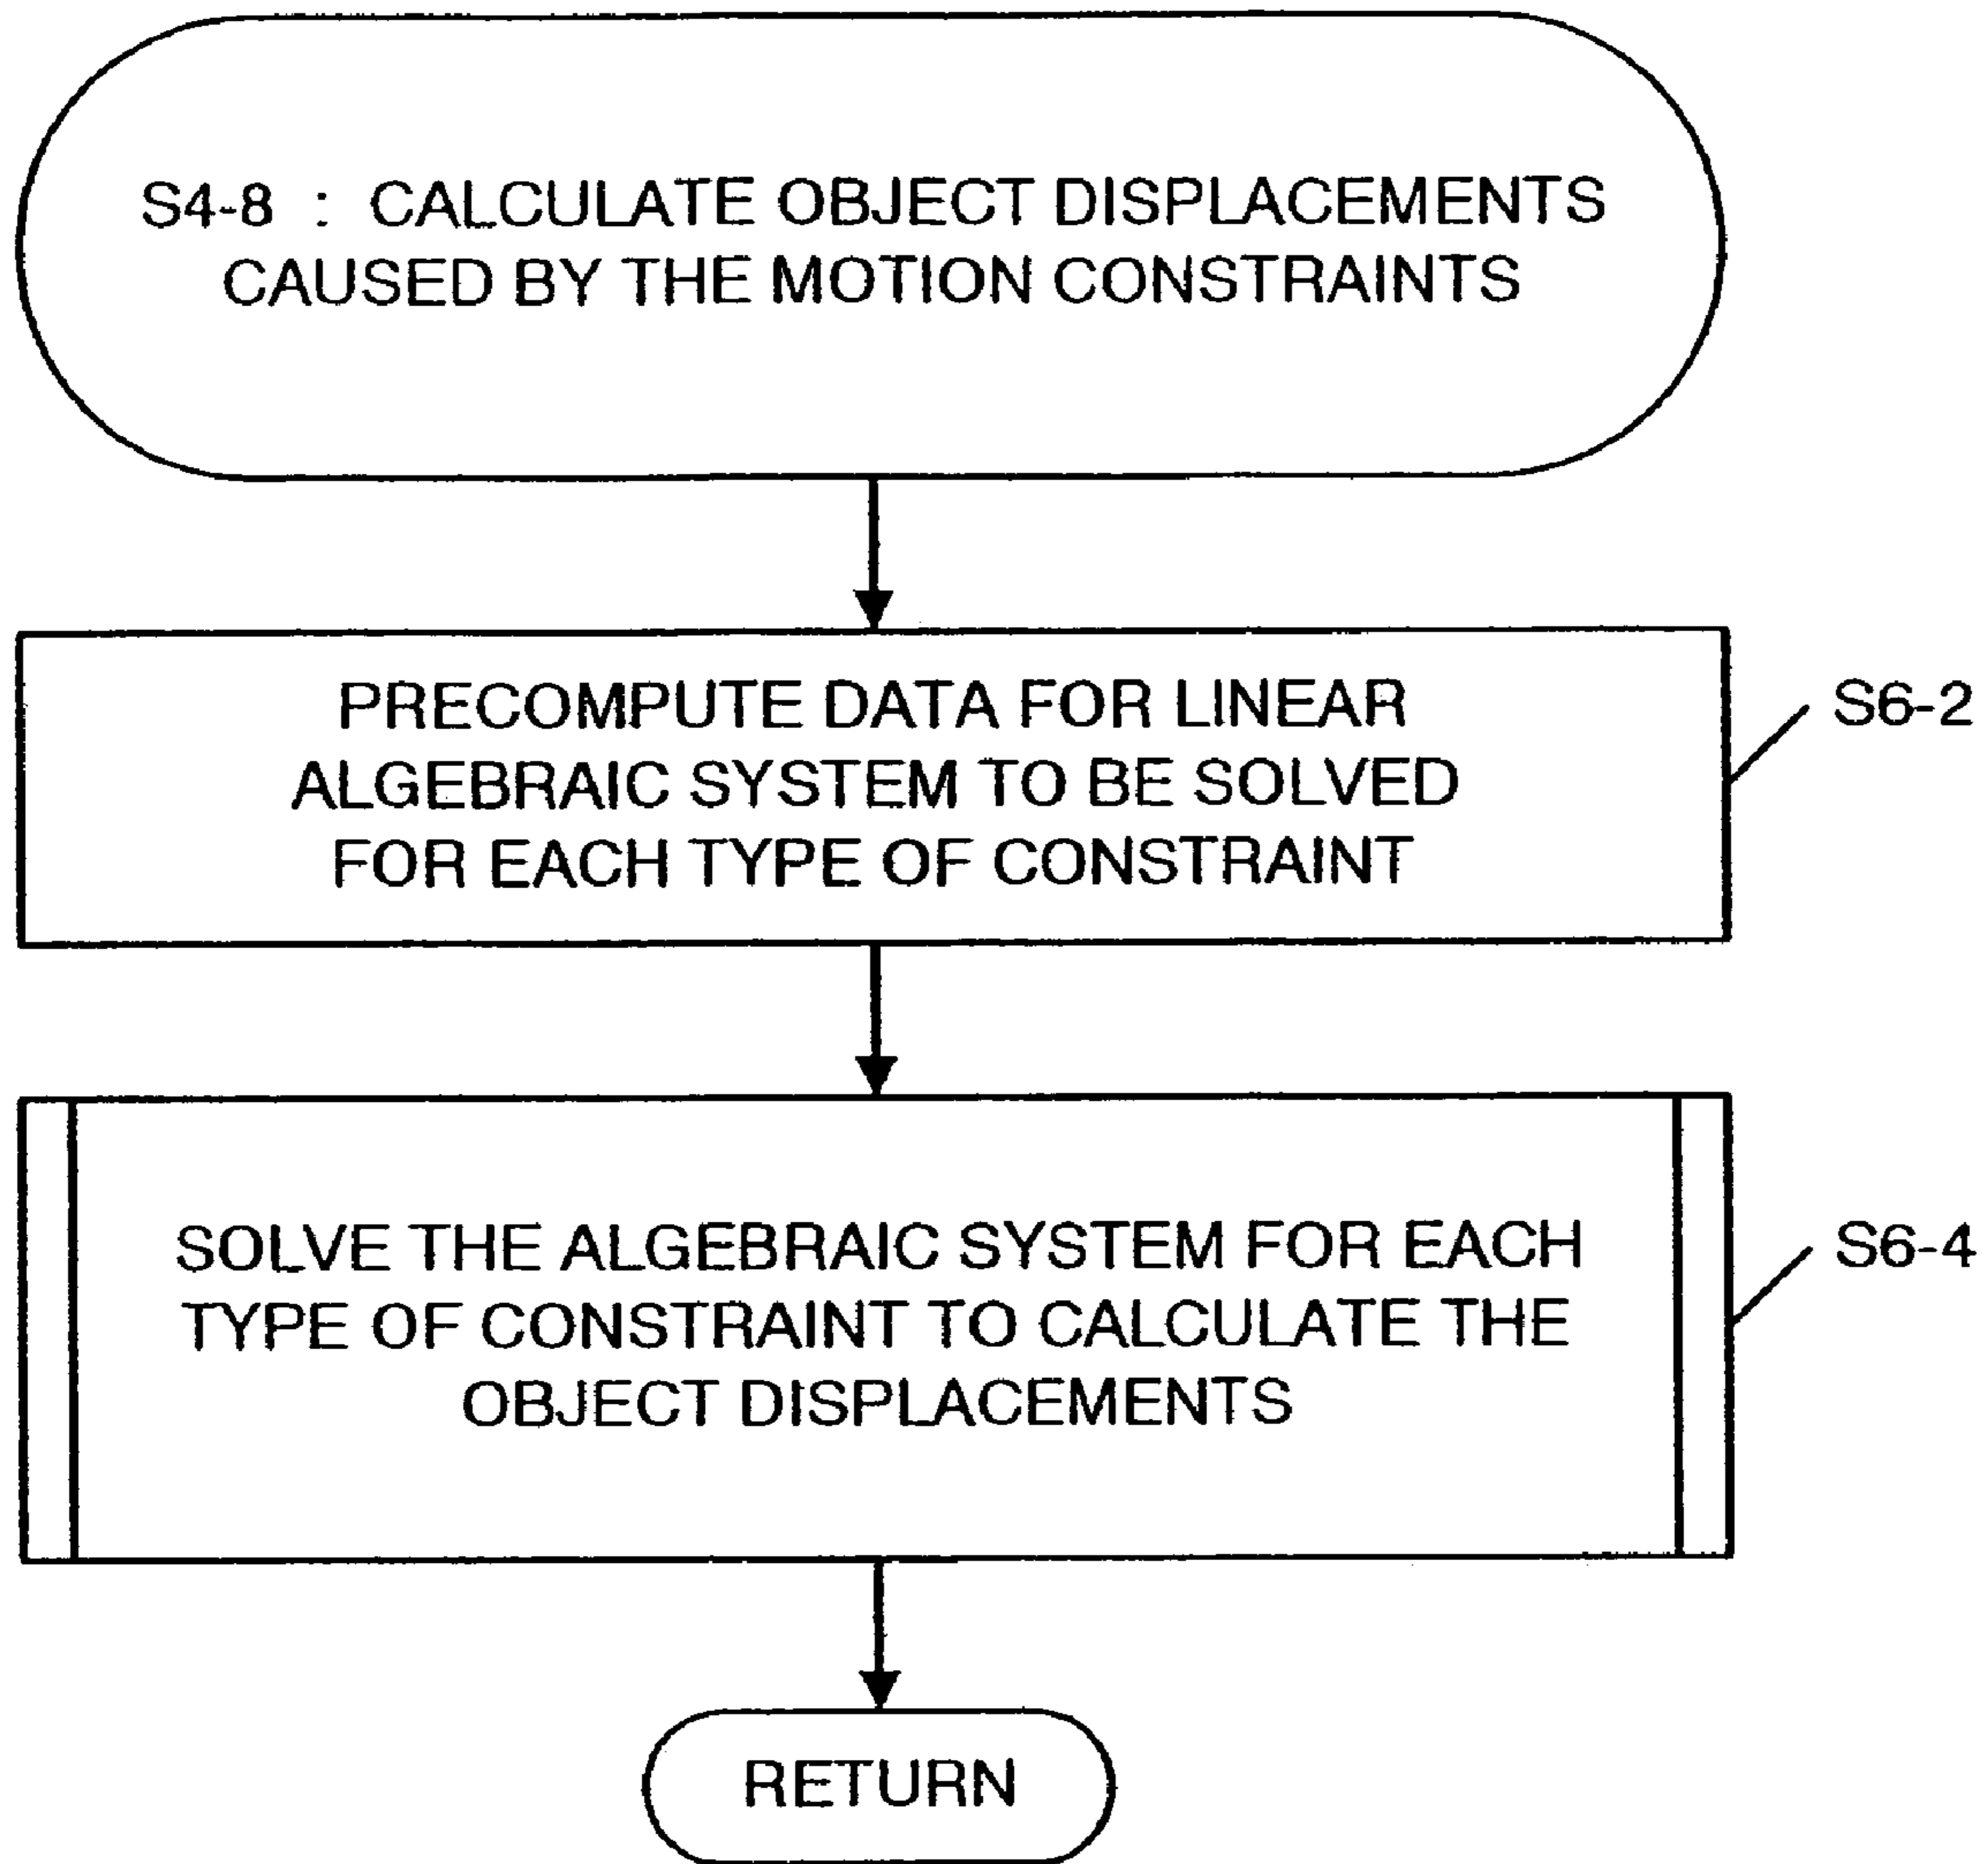 S4-8 : CALCULATE OBJECT DISPLACEMENTS
CAUSED BY THE MOTION CONSTRAINTS
PRECOMPUTE DATA FOR LINEAR
ALGEBRAIC SYSTEM TO BE SOLVED
FOR EACH TYPE OF CONSTRAINT
S6-2
SOLVE THE ALGEBRAIC SYSTEM FOR EACH
TYPE OF CONSTRAINT TO CALCULATE THE
OBJECT DISPLACEMENTS
S6-4
RETURN